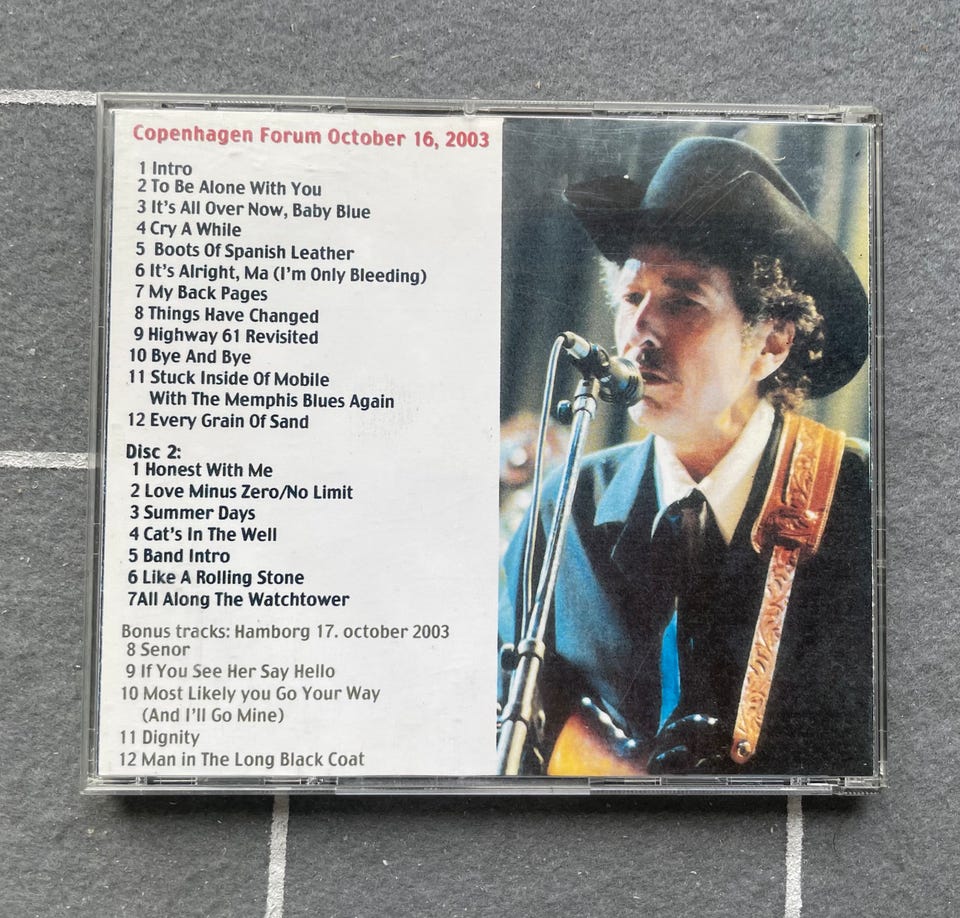 Copenhagen Forum October 16, 2003
1 Intro
2 To Be Alone With You
3 It's All Over Now, Baby Blue
4 Cry A While
5 Boots Of Spanish Leather
6 It's Alright, Ma (I'm Only Bleeding)
7 My Back Pages
8 Things Have Changed
9 Highway 61 Revisited
10 Bye And Bye
11 Stuck Inside Of Mobile
With The Memphis Blues Again
12 Every Grain Of Sand
Disc 2:
1 Honest With Me
2 Love Minus Zero/No Limit
3 Summer Days
4 Cat's In The Well
5 Band Intro
6 Like A Rolling Stone
7All Along The Watchtower
Bonus tracks: Hamborg 17. october 2003
8 Senor
9 If You See Her Say Hello
10 Most Likely you Go Your Way
(And I'll Go Mine)
11 Dignity
12 Man in The Long Black Coat